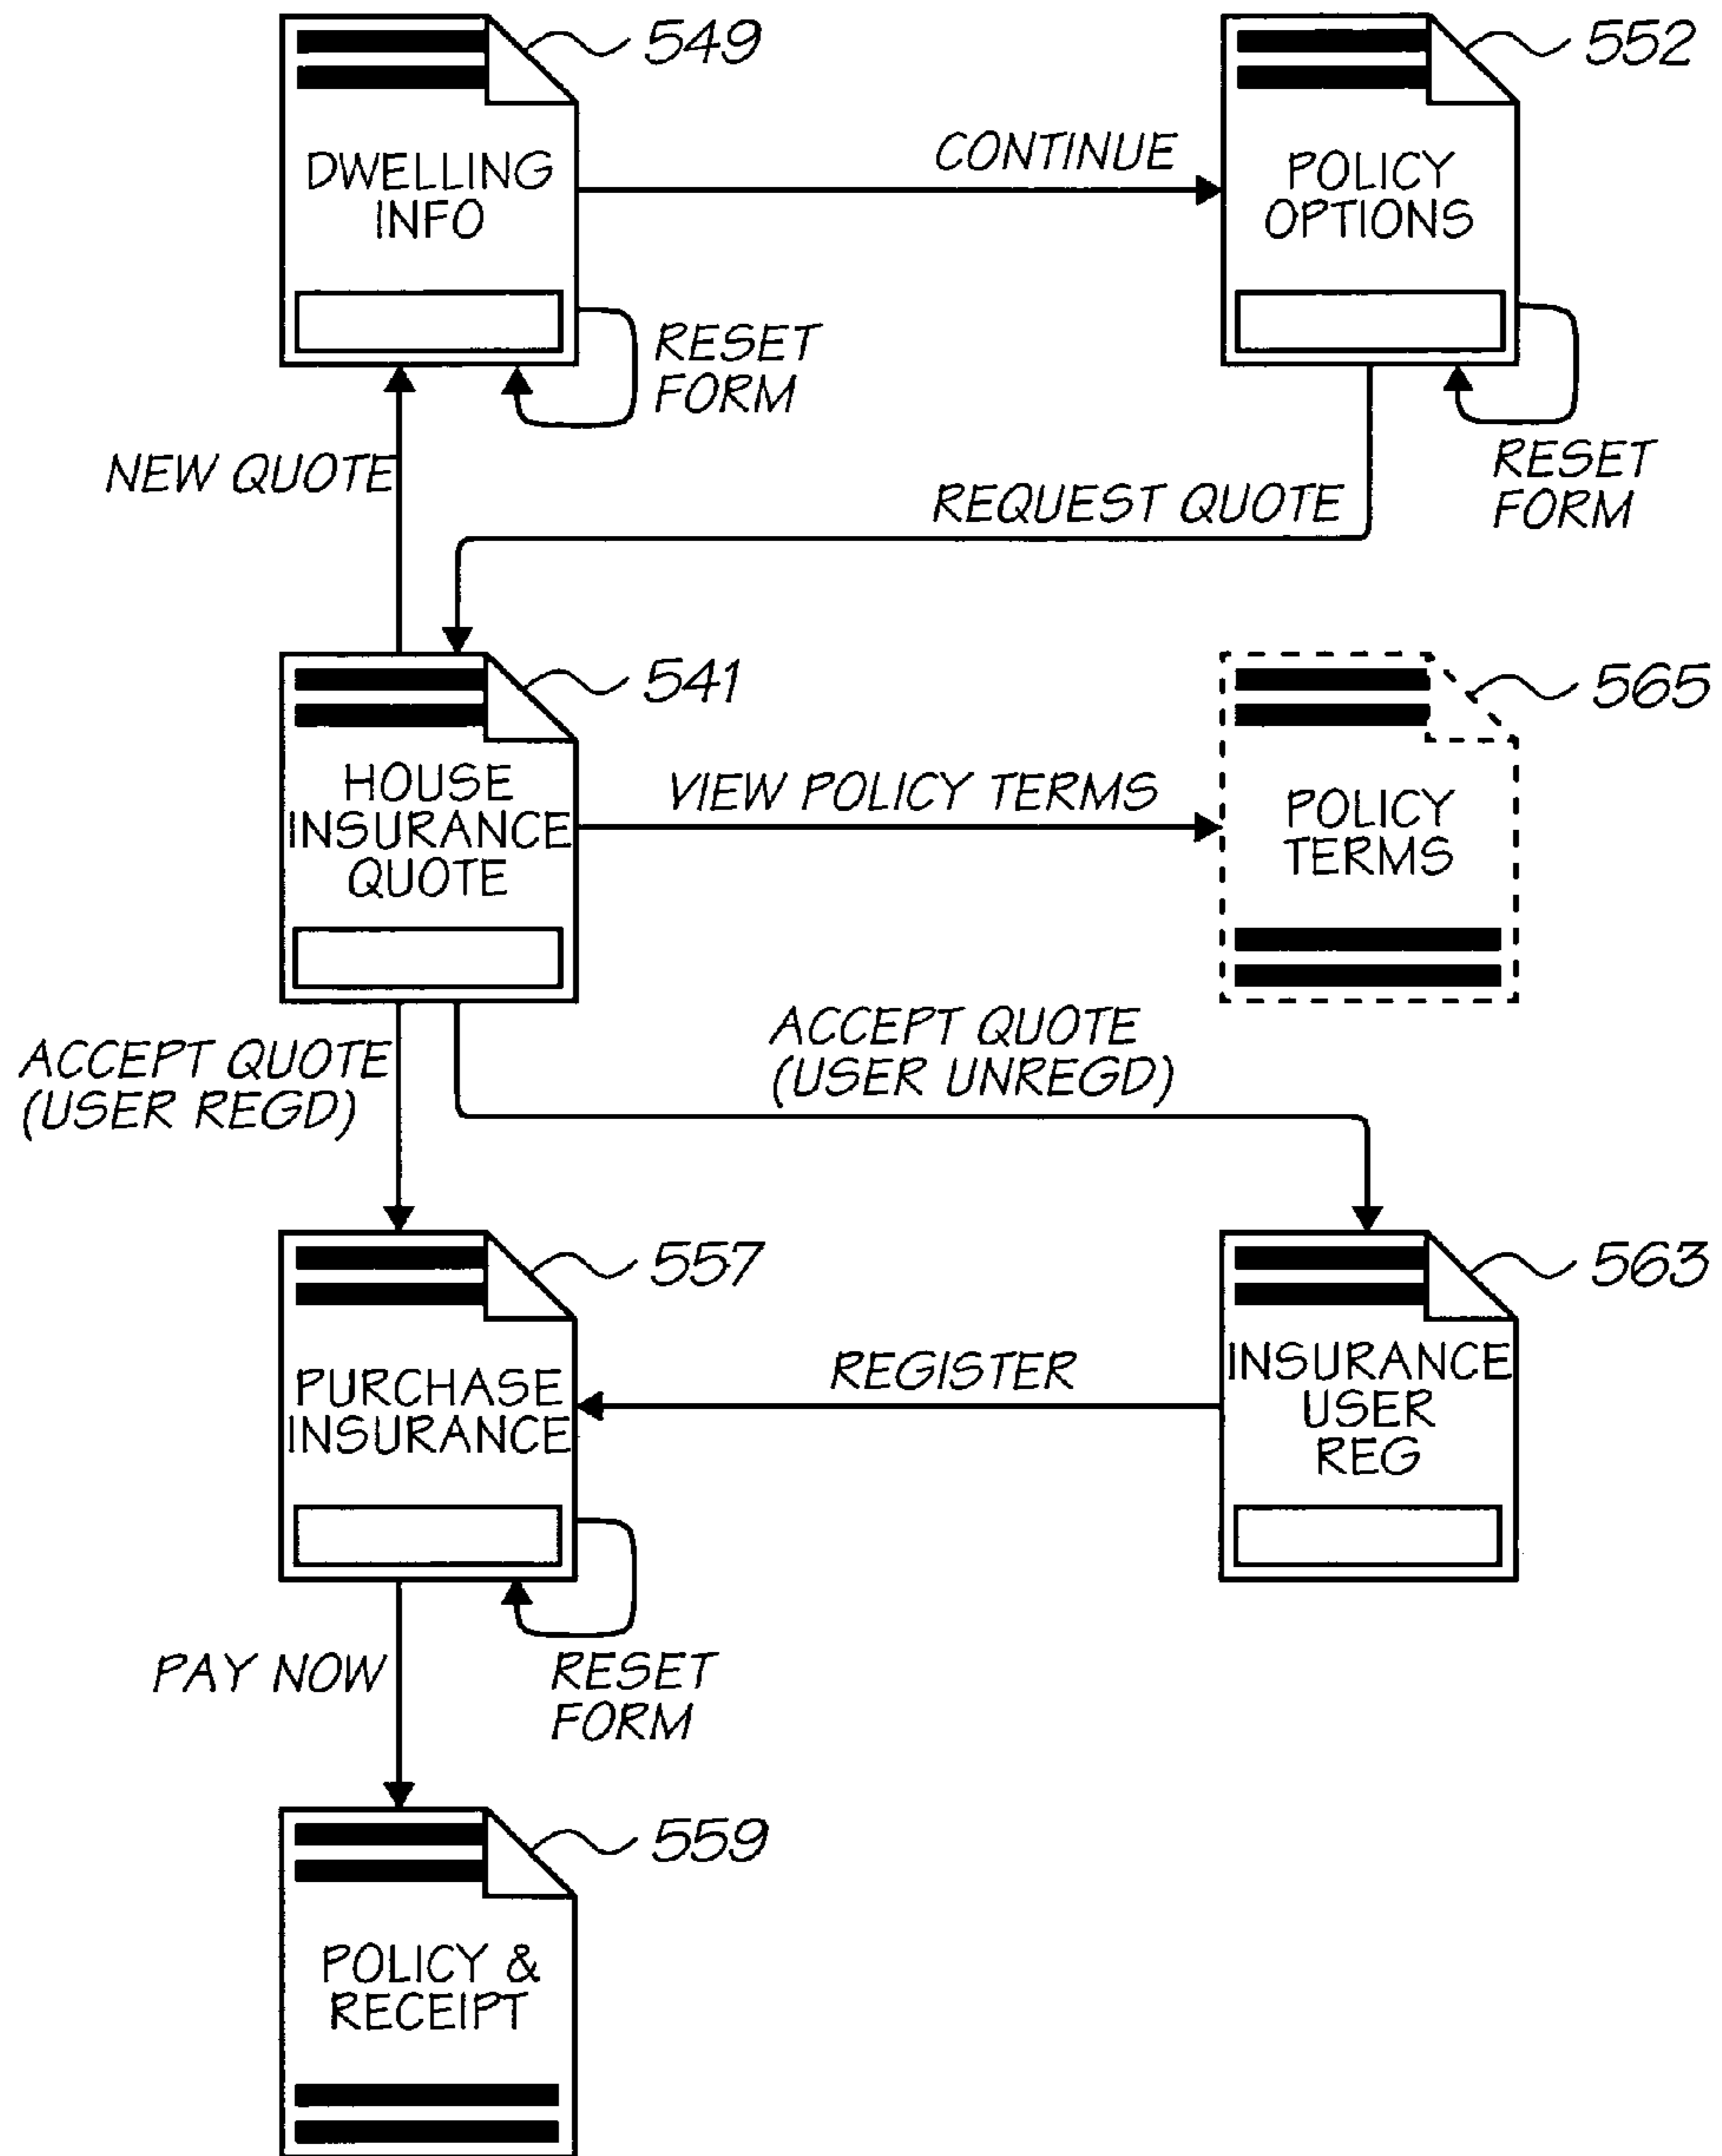 549
552
DWELLING
INFO
CONTINUE
POLICY
OPTIONS
RESET
FORM
NEW QUOTE
REQUEST QUOTE
RESET
FORM
541
565
HOUSE
INSURANCE
QUOTE
VIEW POLICY TERMS
POLICY
TERMS
ACCEPT QUOTE
(USER REGD)
ACCEPT QUOTE
(USER UNREGD)
557
563
PURCHASE
INSURANCE
REGISTER
INSURANCE
USER
REG
PAY NOW
RESET
FORM
559
POLICY &
RECEIPT